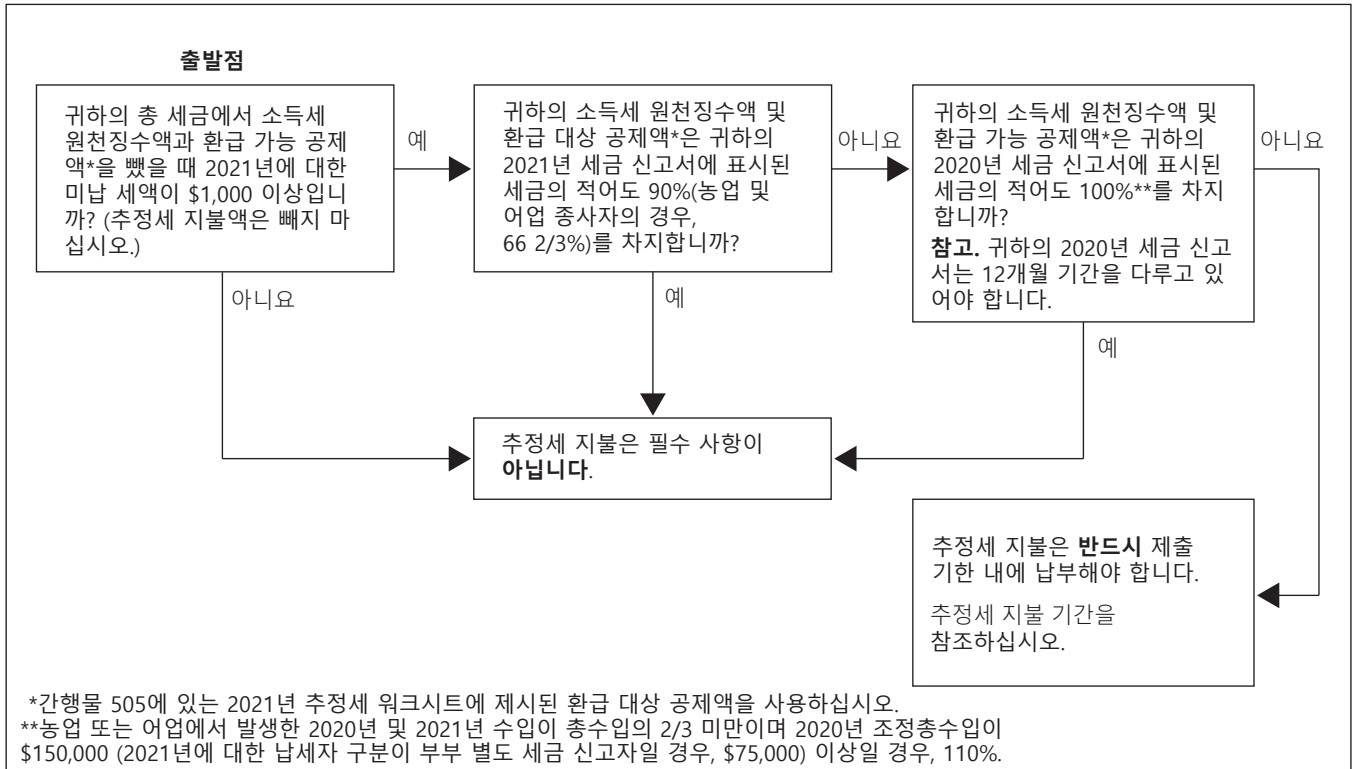 출발점
귀하의 총 세금에서 소득세
원천징수액과 환급 가능 공제
액*을 뺐을 때 2021년에 대한
미납 세액이 $1,000 이상입니
까? (추정세 지불액은 빼지 마
십시오.)
예
아니요
귀하의 소득세 원천징수액 및
환급 대상 공제액*은 귀하의
2021년 세금 신고서에 표시된
세금의 적어도 90%(농업 및
어업 종사자의 경우,
66 2/3%)를 차지합니까?
아니요
예
귀하의 소득세 원천징수액 및
환급 가능 공제액*은 귀하의
2020년 세금 신고서에 표시된
세금의 적어도 100%**를 차지
합니까?
참고. 귀하의 2020년 세금 신고
서는 12개월 기간을 다루고 있
어야 합니다.
아니요
예
추정세 지불은 필수 사항이
아닙니다.
추정세 지불은 반드시 제출
기한 내에 납부해야 합니다.
추정세 지불 기간을
참조하십시오.
*간행물 505에 있는 2021년 추정세 워크시트에 제시된 환급 대상 공제액을 사용하십시오.
**농업 또는 어업에서 발생한 2020년 및 2021년 수입이 총수입의 2/3 미만이며 2020년 조정총수입이
$150,000 (2021년에 대한 납세자 구분이 부부 별도 세금 신고자일 경우, $75,000) 이상일 경우, 110%.